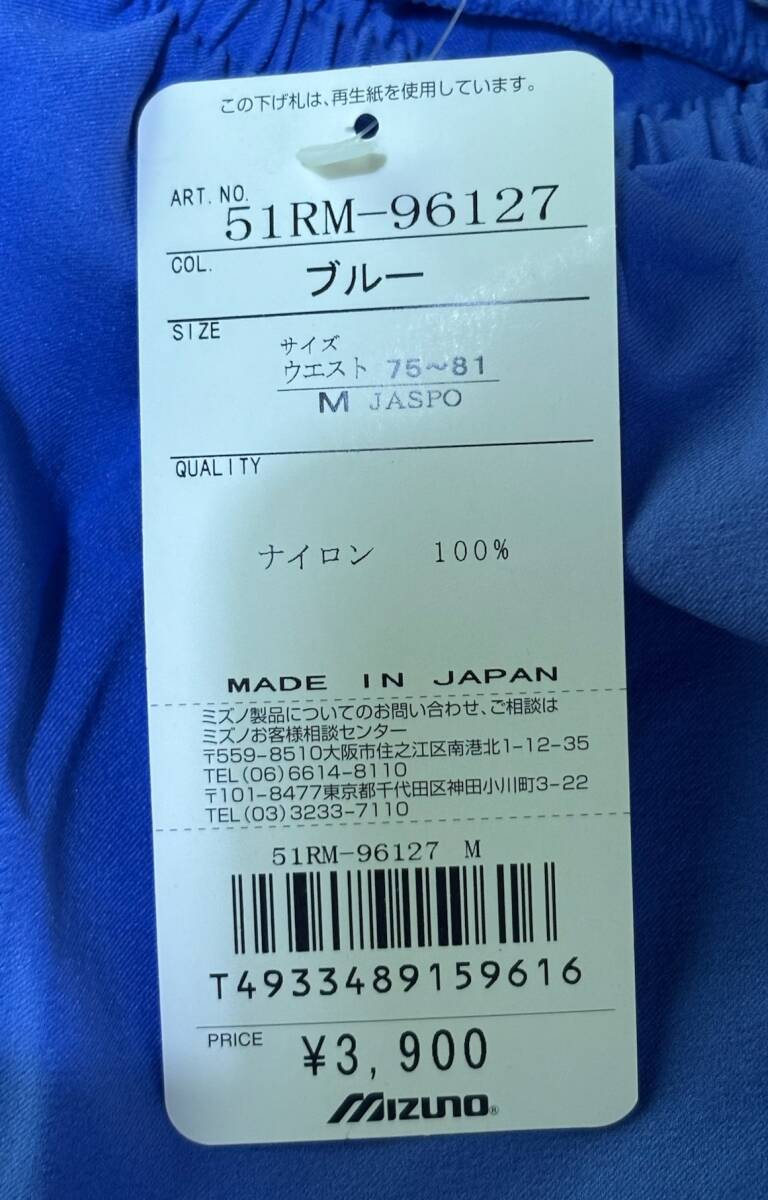 この下げ札は、再生紙を使用しています。
ART. NO.
51RM-96127
COL.
ブルー
SIZE
サイズ
ウエスト 75~81
M JASPO
QUALITY
ナイロン 100%
MADE IN JAPAN
ミズノ製品についてのお問い合わせ、ご相談は
ミズノお客様相談センター
〒559-8510大阪市住之江区南港北1-12-35
TEL(06)6614-8110
〒101-8477東京都千代田区神田小川町3-22
TEL(03)3233-7110
51RM-96127 M
T4933489159616
PRICE
¥3,900
MIZUNO®